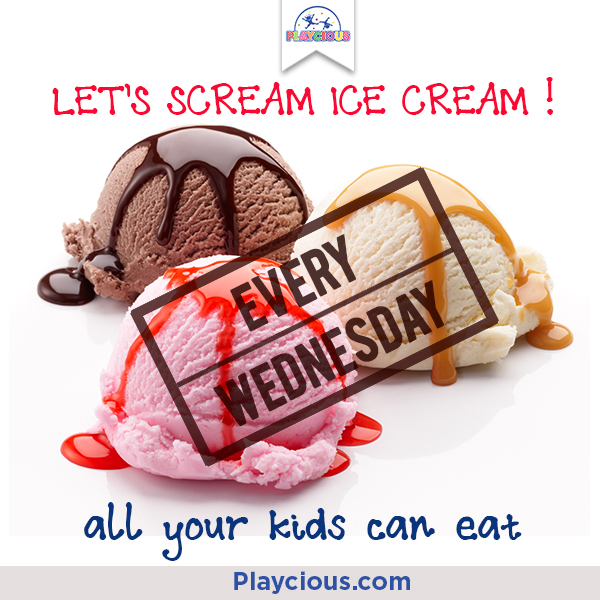 PLAYCIOUS
LET'S SCREAM ICE CREAM !
EVERY
WEDNESDAY
all your kids can eat
Playcious.com